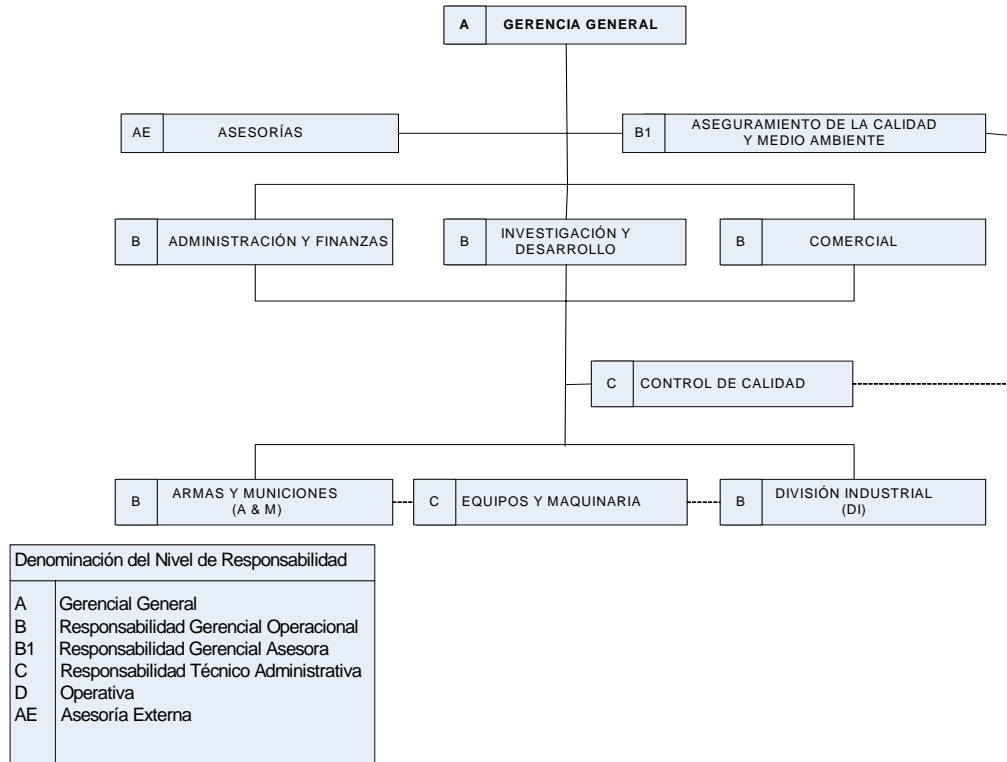 A GERENCIA GENERAL
AE ASESORÍAS
B1 ASEGURAMIENTO DE LA CALIDAD
Y MEDIO AMBIENTE
B ADMINISTRACIÓN Y FINANZAS
B INVESTIGACIÓN Y
DESARROLLO
B COMERCIAL
C CONTROL DE CALIDAD
B ARMAS Y MUNICIONES
(A & M)
C EQUIPOS Y MAQUINARIA
B DIVISIÓN INDUSTRIAL
(DI)
Denominación del Nivel de Responsabilidad
A Gerencial General
B Responsabilidad Gerencial Operacional
B1 Responsabilidad Gerencial Asesora
C Responsabilidad Técnico Administrativa
D Operativa
AE Asesoría Externa